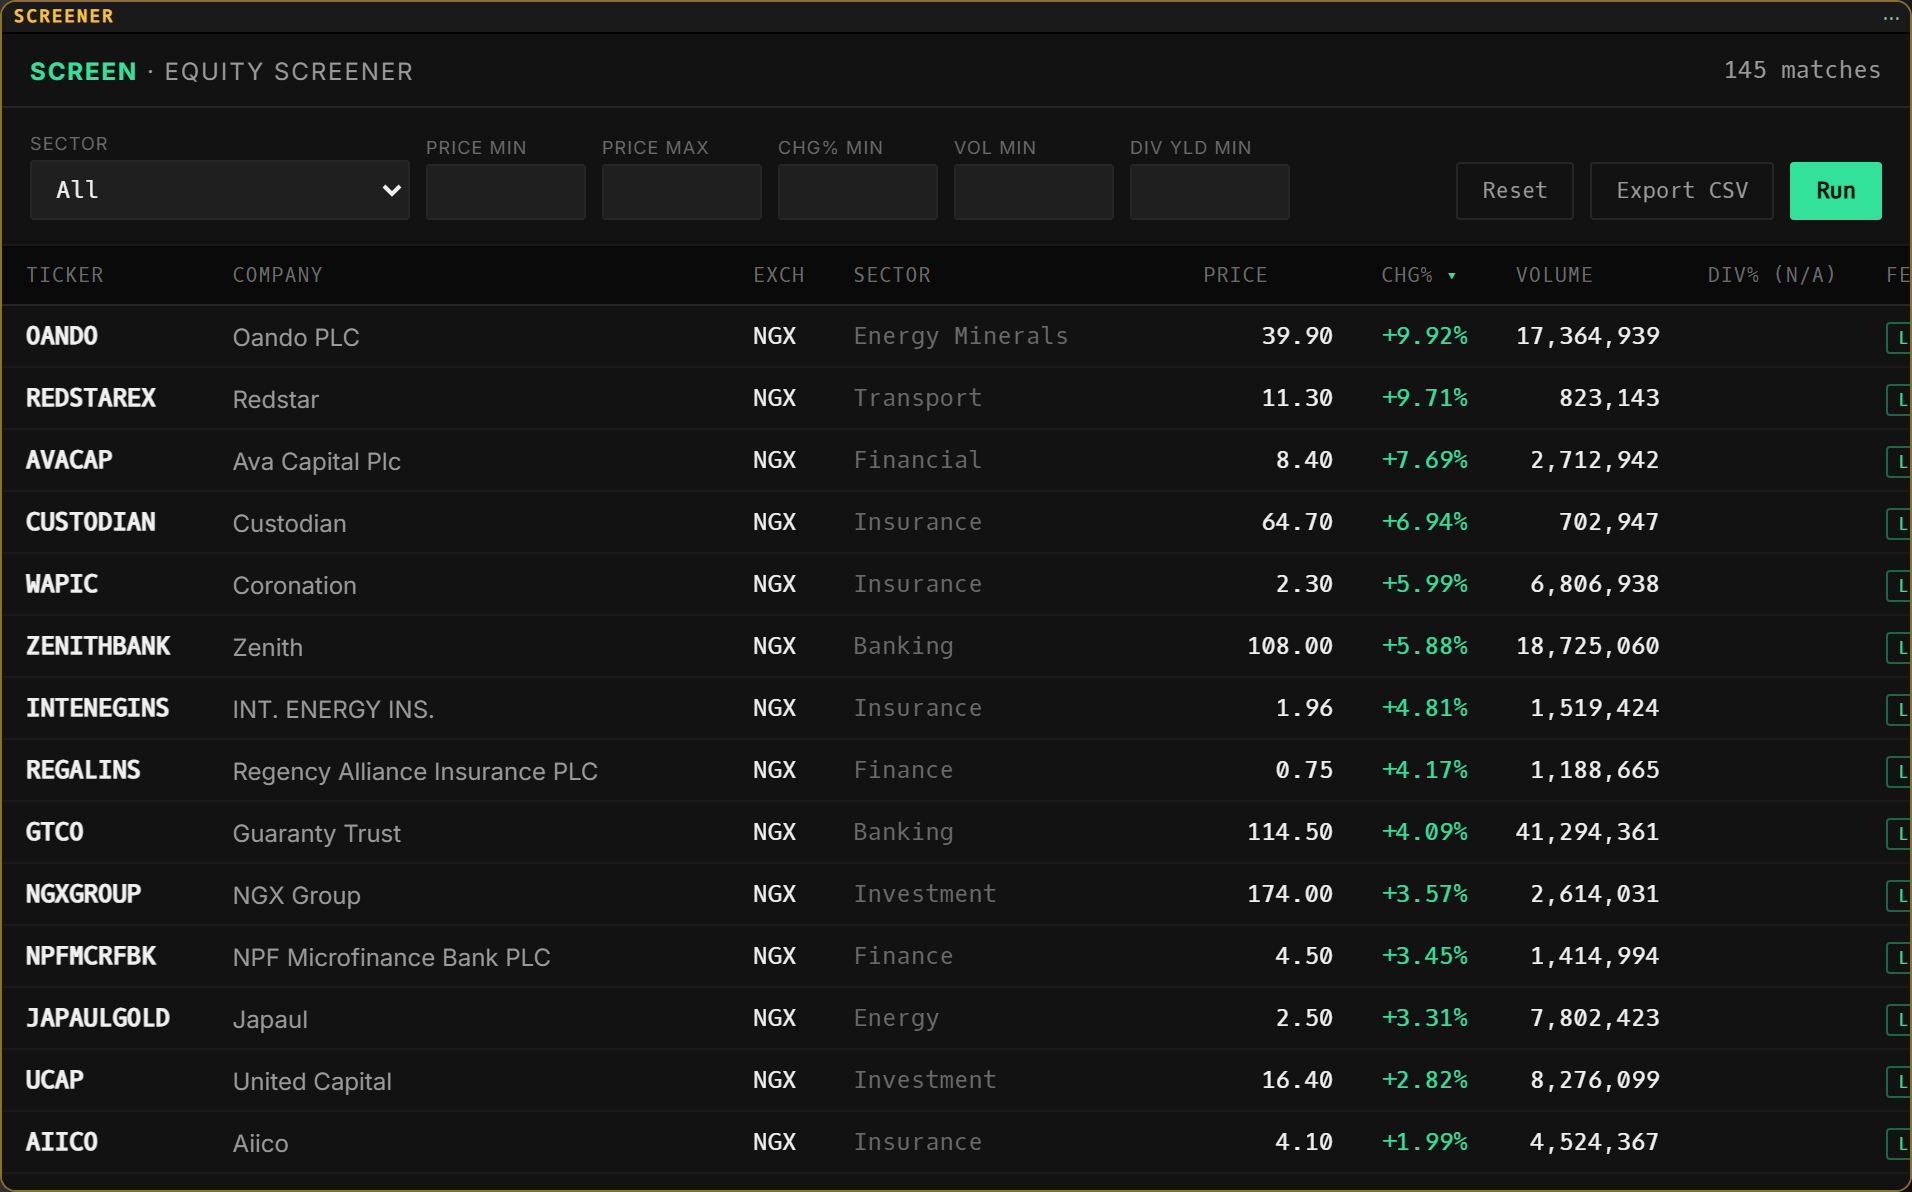 SCREENER ...
SCREEN · EQUITY SCREENER 145 matches
SECTOR PRICE MIN PRICE MAX CHG% MIN VOL MIN DIV YLD MIN
All Reset Export CSV Run
TICKER COMPANY EXCH SECTOR PRICE CHG% ▼ VOLUME DIV% (N/A) FE
OANDO Oando PLC NGX Energy Minerals 39.90 +9.92% 17,364,939 L
REDSTAREX Redstar NGX Transport 11.30 +9.71% 823,143 L
AVACAP Ava Capital Plc NGX Financial 8.40 +7.69% 2,712,942 L
CUSTODIAN Custodian NGX Insurance 64.70 +6.94% 702,947 L
WAPIC Coronation NGX Insurance 2.30 +5.99% 6,806,938 L
ZENITHBANK Zenith NGX Banking 108.00 +5.88% 18,725,060 L
INTENEGINS INT. ENERGY INS. NGX Insurance 1.96 +4.81% 1,519,424 L
REGALINS Regency Alliance Insurance PLC NGX Finance 0.75 +4.17% 1,188,665 L
GTCO Guaranty Trust NGX Banking 114.50 +4.09% 41,294,361 L
NGXGROUP NGX Group NGX Investment 174.00 +3.57% 2,614,031 L
NPFMCRFBK NPF Microfinance Bank PLC NGX Finance 4.50 +3.45% 1,414,994 L
JAPAULGOLD Japaul NGX Energy 2.50 +3.31% 7,802,423 L
UCAP United Capital NGX Investment 16.40 +2.82% 8,276,099 L
AIICO Aiico NGX Insurance 4.10 +1.99% 4,524,367 L